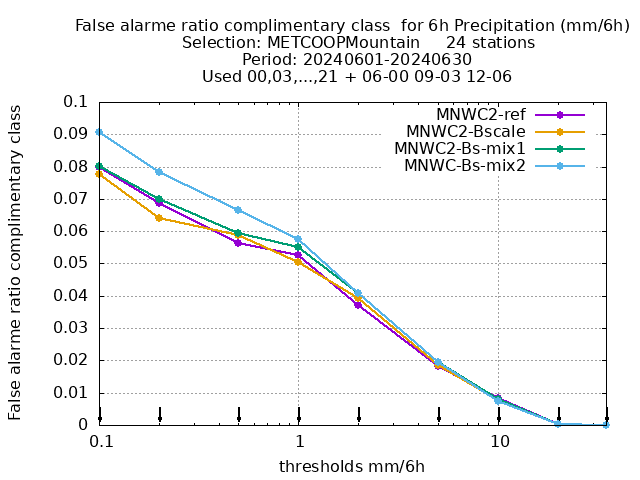 False alarme ratio complimentary class  for 6h Precipitation (mm/6h)
Selection: METCOOPMountain     24 stations
Period: 20240601-20240630
Used 00,03,...,21 + 06-00 09-03 12-06
False alarme ratio complimentary class
0.1
0.09
0.08
0.07
0.06
0.05
0.04
0.03
0.02
0.01
0
MNWC2-ref
MNWC2-Bscale
MNWC2-Bs-mix1
MNWC-Bs-mix2
0.1 1 10
thresholds mm/6h